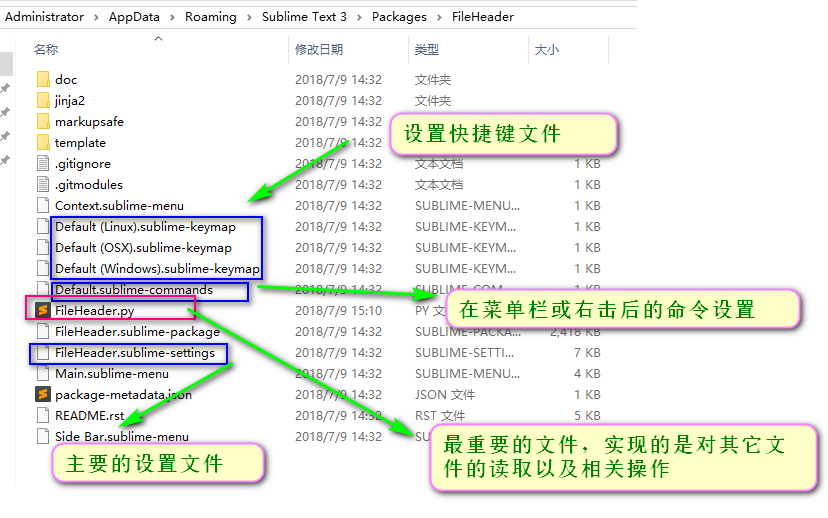 Administrator > AppData > Roaming > Sublime Text 3 > Packages > FileHeader
名称 修改日期 类型 大小
doc 2018/7/9 14:32 文件夹
jinja2 2018/7/9 14:32 文件夹
markupsafe 2018/7/9 14:32
template 2018/7/9 14:32
设置快捷键文件
.gitignore 2018/7/9 14:32 文本文档 1 KB
.gitmodules 2018/7/9 14:32 文本文档 1 KB
Context.sublime-menu 2018/7/9 14:32 SUBLIME-MENU... 1 KB
Default (Linux).sublime-keymap 2018/7/9 14:32 SUBLIME-KEYM... 1 KB
Default (OSX).sublime-keymap 2018/7/9 14:32 SUBLIME-KEYM... 1 KB
Default (Windows).sublime-keymap 2018/7/9 14:32 SUBLIME-KEYM... 1 KB
Default.sublime-commands 2018/7/9 14:32 SUBLIME-COM... 1 KB
FileHeader.py 2018/7/9 15:10 PY 文
在菜单栏或右击后的命令设置
FileHeader.sublime-package 2018/7/9 14:32 SUBLIME-PACKA... 2,418 KB
FileHeader.sublime-settings 2018/7/9 14:32 SUBLIME-SETTI... 7 KB
Main.sublime-menu 2018/7/9 14:32 SUBLIME-MENU... 4 KB
package-metadata.json 2018/7/9 14:32 JSON 文件 1 KB
README.rst 2018/7/9 14:32 RST 文件 5 KB
Side Bar.sublime-menu 2018/7/9 14:32 SU
最重要的文件，实现的是对其它文
件的读取以及相关操作
主要的设置文件